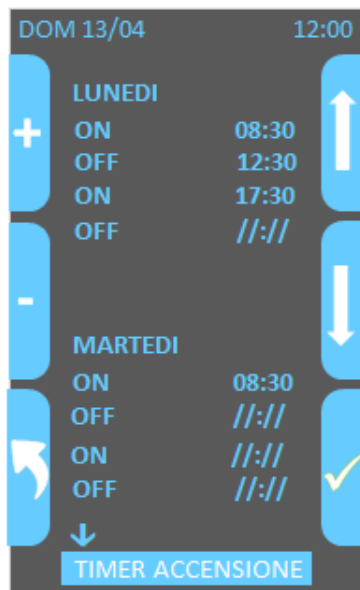 DOM 13/04 12:00
LUNEDI
ON 08:30
OFF 12:30
ON 17:30
OFF //://
MARTEDI
ON 08:30
OFF //://
ON //://
OFF //://
TIMER ACCENSIONE